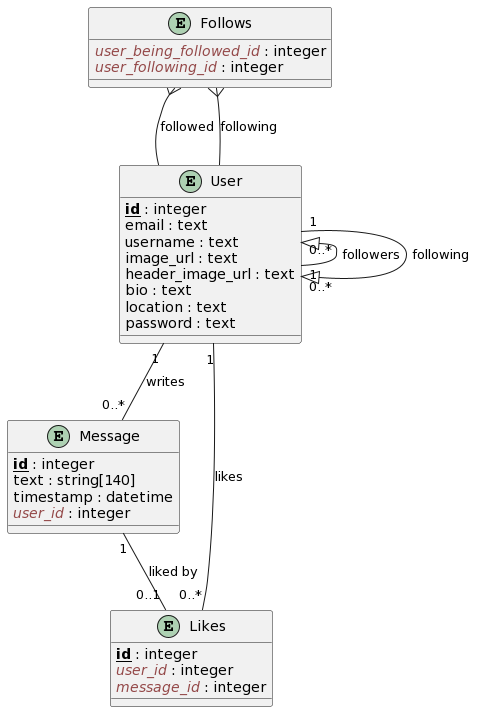 E Follows
user_being_followed_id : integer
user_following_id : integer
followed following
E User
id : integer
email : text
username : text
image_url : text
header_image_url : text
bio : text
location : text
password : text
1
0..*
followers following
1
0..*
1 1
writes
0..*
E Message
id : integer
text : string[140]
timestamp : datetime
user_id : integer
likes
1
liked by
0..1 0..*
E Likes
id : integer
user_id : integer
message_id : integer